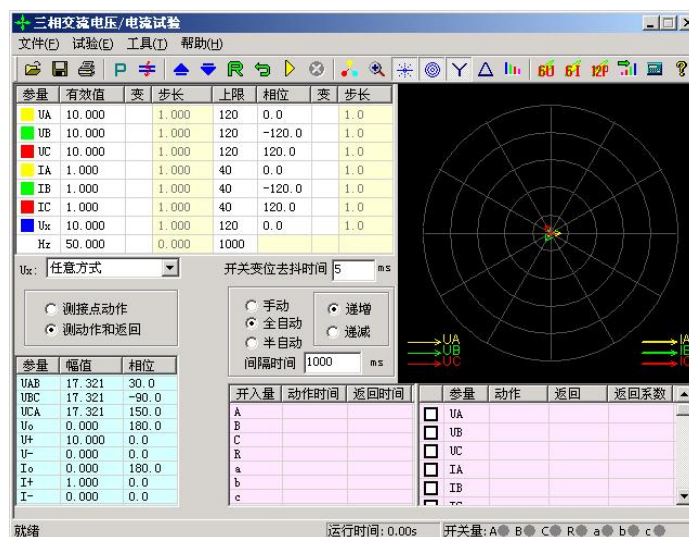 三相交流电压/电流试验
文件(F) 试验(E) 工具(T) 帮助(H)
P R 6U 6I 12P ?
参量 有效值 变 步长 上限 相位 变 步长
UA 10.000 1.000 120 0.0 1.0
UB 10.000 1.000 120 -120.0 1.0
UC 10.000 1.000 120 120.0 1.0
IA 1.000 1.000 40 0.0 1.0
IB 1.000 1.000 40 -120.0 1.0
IC 1.000 1.000 40 120.0 1.0
Ux 10.000 1.000 120 0.0 1.0
Hz 50.000 0.000 1000
Ux: 任意方式 开关变位去抖时间 5 ms
测接点动作
测动作和返回
手动
全自动
半自动
递增
递减
间隔时间 1000 ms
UA
UB
UC
IA
IB
IC
参量 幅值 相位
UAB 17.321 30.0
UBC 17.321 -90.0
UCA 17.321 150.0
Uo 0.000 180.0
U+ 10.000 0.0
U- 0.000 0.0
Io 0.000 180.0
I+ 1.000 0.0
I- 0.000 0.0
开入量 动作时间 返回时间
A
B
C
R
a
b
c
参量 动作 返回 返回系数
UA
UB
UC
IA
IB
就绪 运行时间: 0.00s 开关量: A B C R a b c